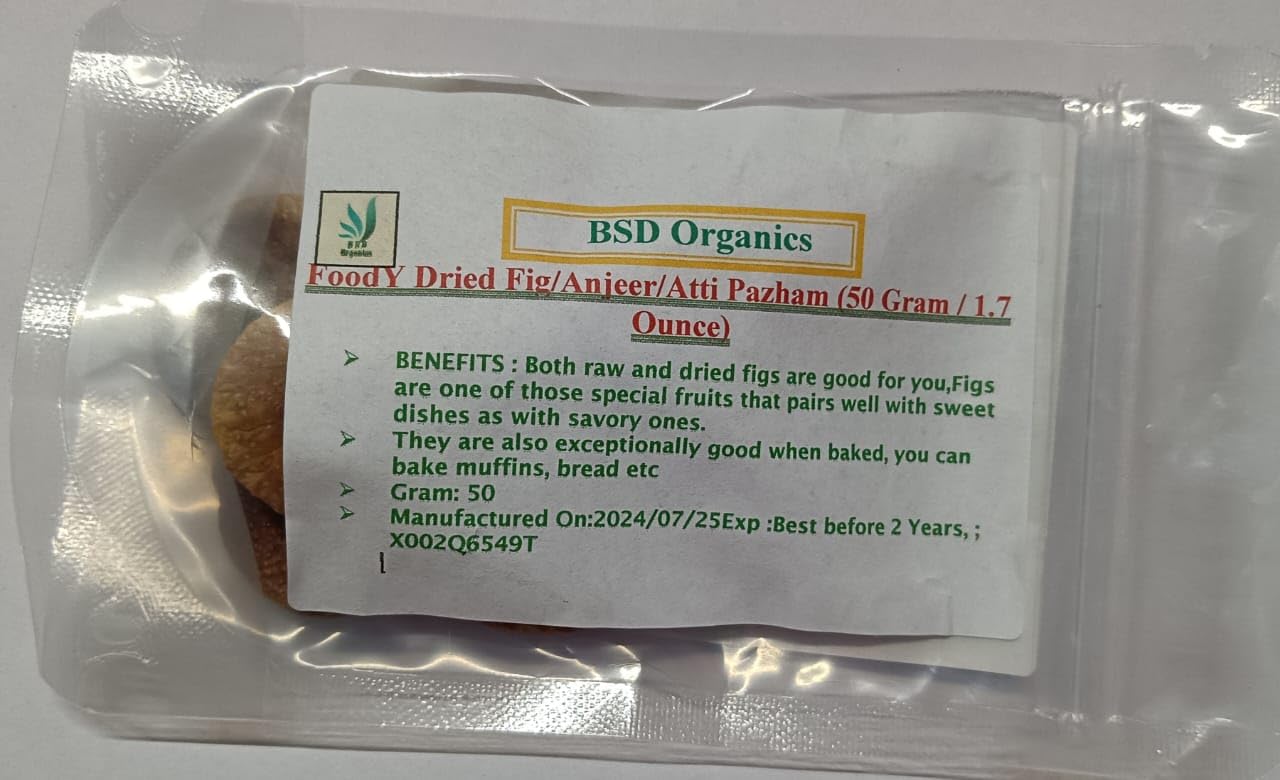 BSD
Organics
BSD Organics
FoodY Dried Fig/Anjeer/Atti Pazham (50 Gram / 1.7
Ounce)
➢ BENEFITS : Both raw and dried figs are good for you,Figs
are one of those special fruits that pairs well with sweet
dishes as with savory ones.
➢ They are also exceptionally good when baked, you can
bake muffins, bread etc
➢ Gram: 50
➢ Manufactured On:2024/07/25Exp :Best before 2 Years, ;
X002Q6549T
[